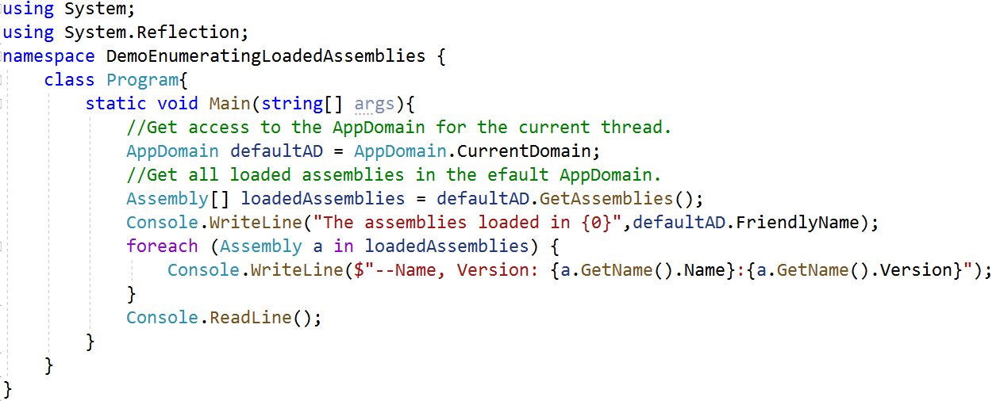 using System;
using System.Reflection;
namespace DemoEnumeratingLoadedAssemblies {
    class Program{
        static void Main(string[] args){
            //Get access to the AppDomain for the current thread.
            AppDomain defaultAD = AppDomain.CurrentDomain;
            //Get all loaded assemblies in the efault AppDomain.
            Assembly[] loadedAssemblies = defaultAD.GetAssemblies();
            Console.WriteLine("The assemblies loaded in {0}",defaultAD.FriendlyName);
            foreach (Assembly a in loadedAssemblies) {
                Console.WriteLine($"--Name, Version: {a.GetName().Name}:{a.GetName().Version}");
            }
            Console.ReadLine();
        }
    }
}